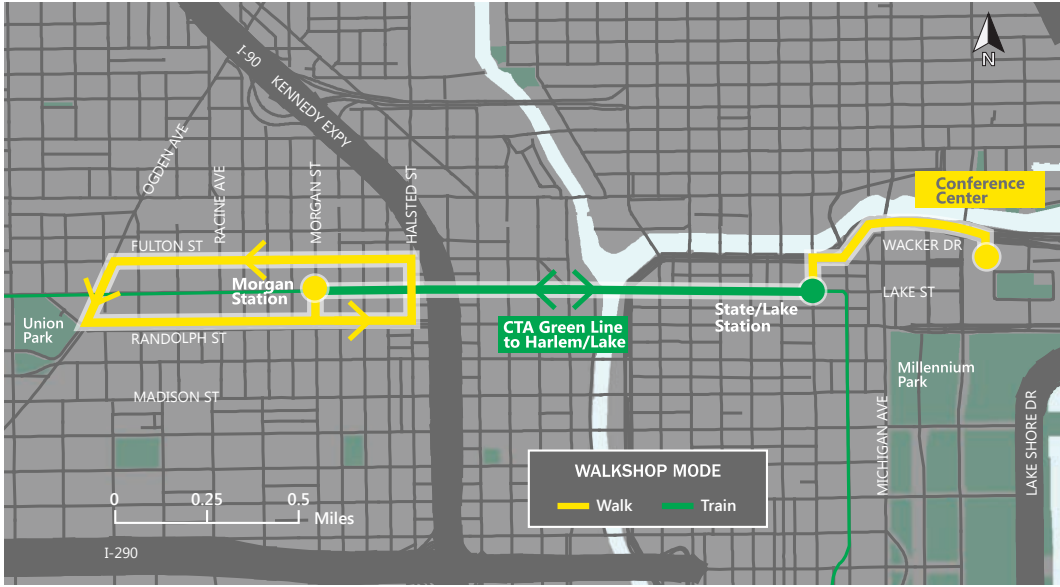 N
I-90
KENNEDY EXPY
OGDEN AVE
RACINE AVE
MORGAN ST
HALSTED ST
Conference
Center
FULTON ST
WACKER DR
Morgan
Station
LAKE ST
State/Lake
Station
Union
Park
RANDOLPH ST
CTA Green Line
to Harlem/Lake
Millennium
Park
MADISON ST
MICHIGAN AVE
LAKE SHORE DR
WALKSHOP MODE
Walk
Train
0 0.25 0.5
Miles
I-290